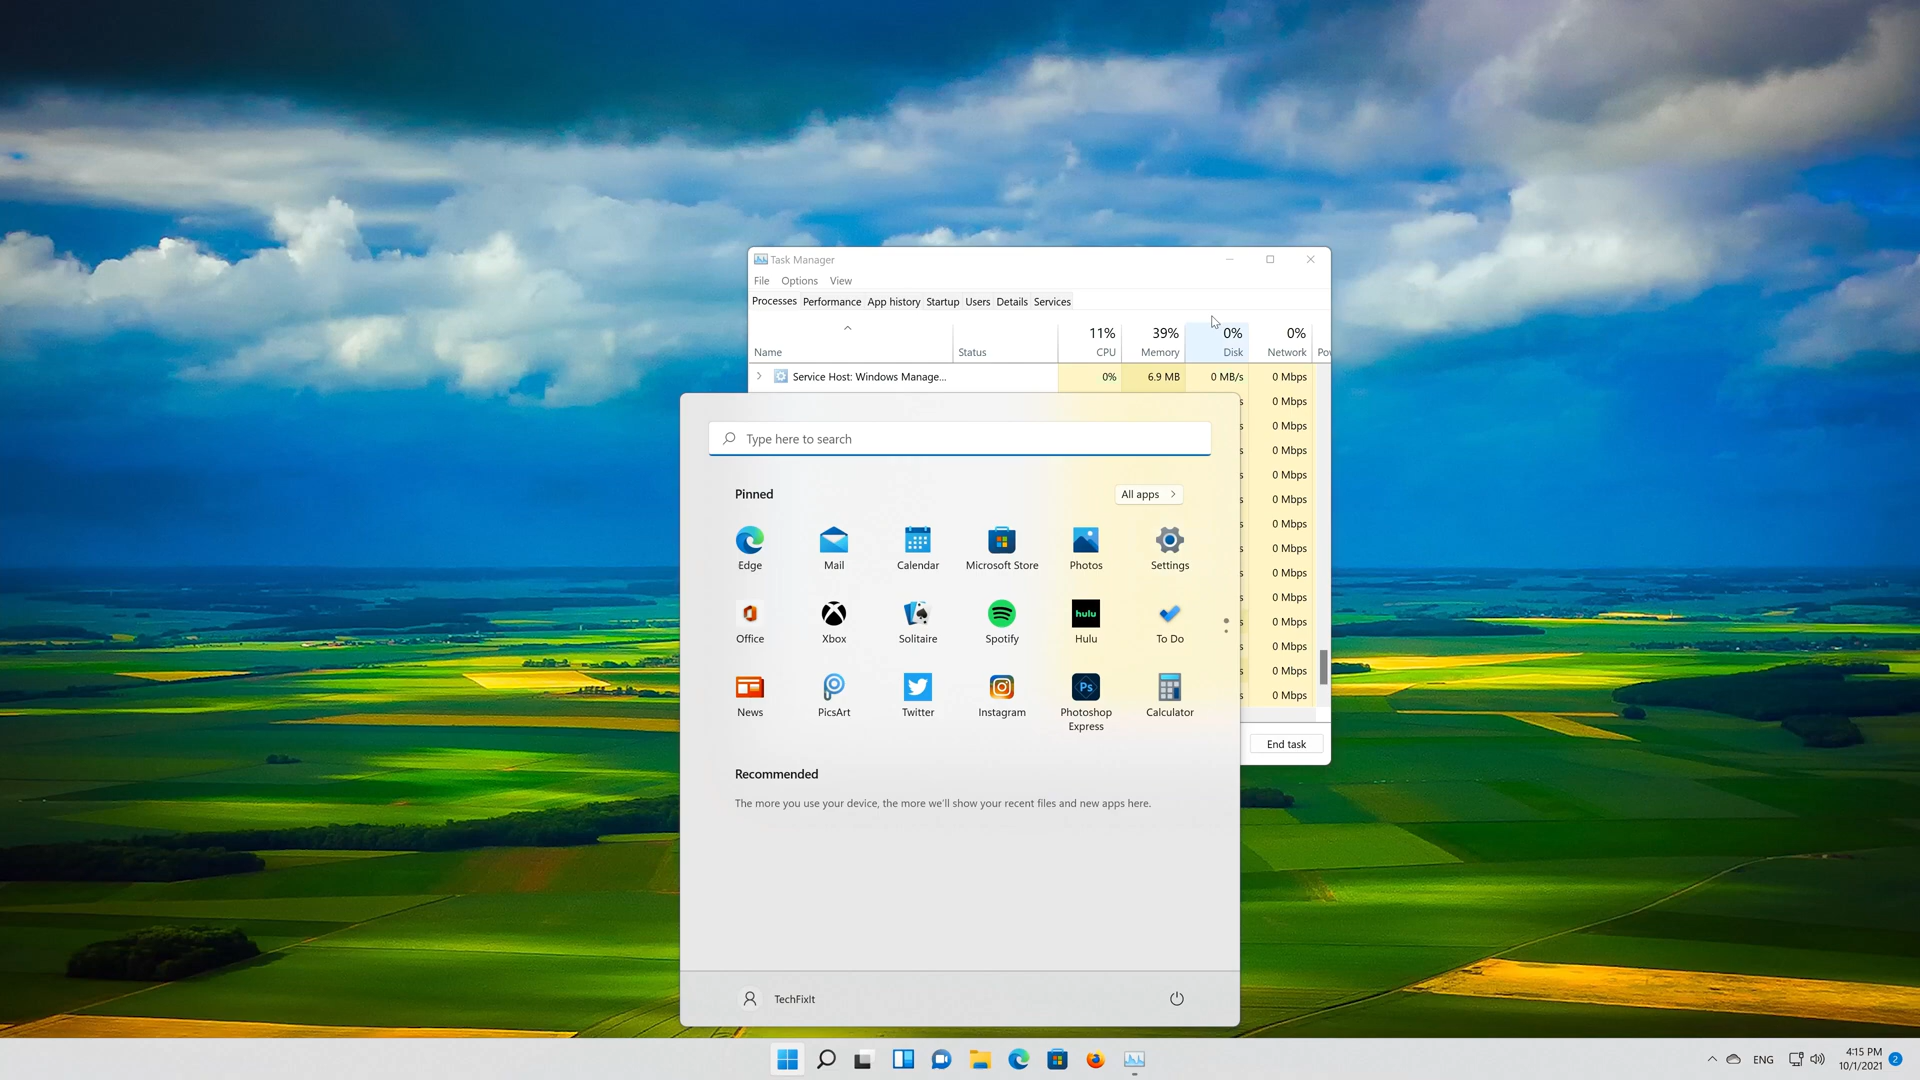 Task Manager
File Options View
Processes Performance App history Startup Users Details Services
11% 39% 0% 0%
Name Status CPU Memory Disk Network Po
Service Host: Windows Manage... 0% 6.9 MB 0 MB/s 0 Mbps
s 0 Mbps
s 0 Mbps
s 0 Mbps
s 0 Mbps
s 0 Mbps
s 0 Mbps
s 0 Mbps
s 0 Mbps
s 0 Mbps
s 0 Mbps
s 0 Mbps
s 0 Mbps
s 0 Mbps
End task
Type here to search
Pinned All apps
Edge Mail Calendar Microsoft Store Photos Settings
hulu
Office Xbox Solitaire Spotify Hulu To Do
Ps
News PicsArt Twitter Instagram Photoshop Calculator
Express
Recommended
The more you use your device, the more we'll show your recent files and new apps here.
TechFixIt
ENG
4:15 PM
10/1/2021
2